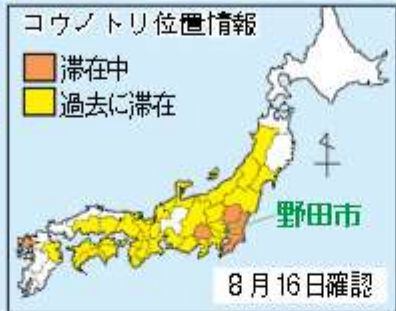 コウノトリ位置情報
滞在中
過去に滞在
野田市
8月16日確認